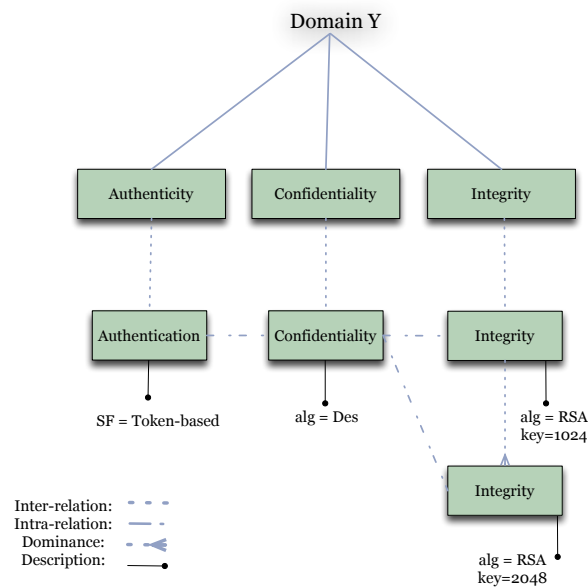 Domain Y
Authenticity
Confidentiality
Integrity
Authentication
Confidentiality
Integrity
SF = Token-based
alg = Des
alg = RSA
key=1024
Integrity
alg = RSA
key=2048
Inter-relation:
Intra-relation:
Dominance:
Description: